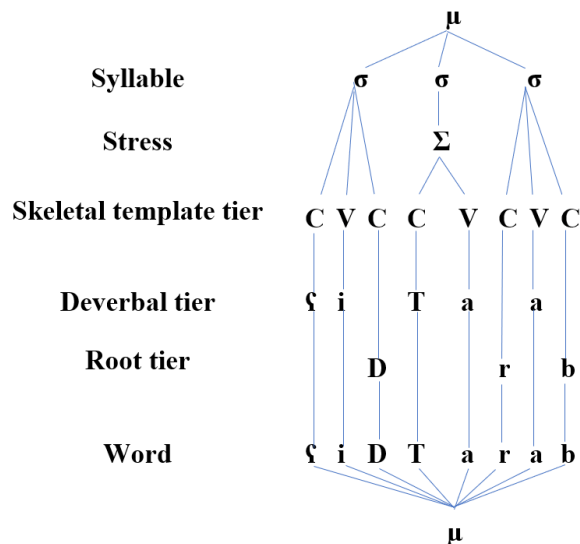 μ
Syllable σ σ σ
Stress Σ
Skeletal template tier C V C C V C V C
Deverbal tier ʕ i T a a
Root tier D r b
Word ʕ i D T a r a b
μ